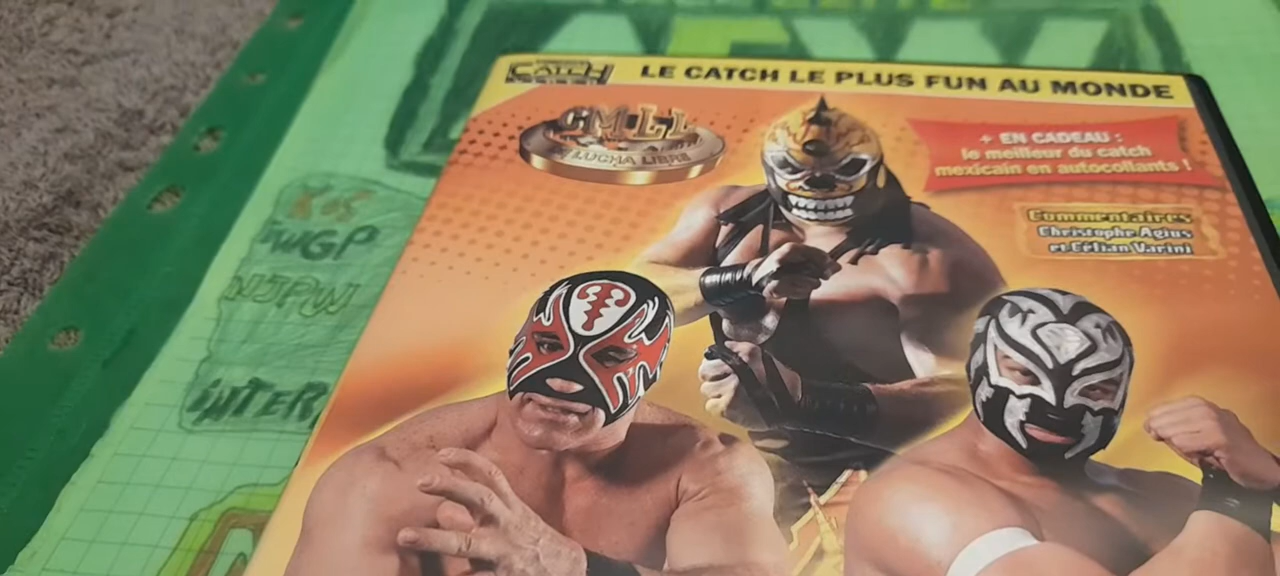 CATCH
LE CATCH LE PLUS FUN AU MONDE
CMLL
LUCHA LIBRE
+ EN CADEAU :
le meilleur du catch
mexicain en autocollants !
Commentaires
Christophe Agius
et Célian Varini
IWGP
NJPW
INTER